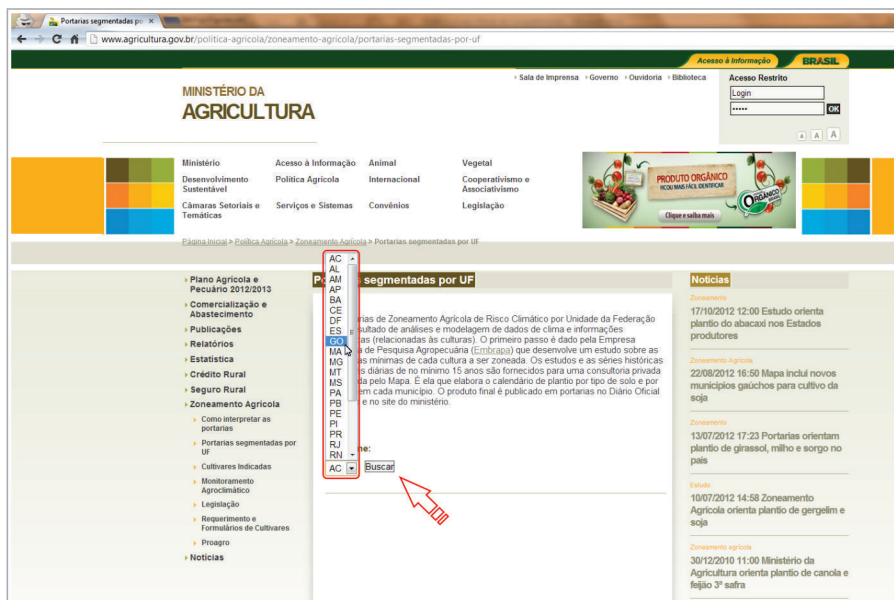 Portarias segmentadas po
www.agricultura.gov.br/politica-agricola/zoneamento-agricola/portarias-segmentadas-por-uf
Acesso à Informação BRASIL
Sala de Imprensa Governo Ouvidoria Biblioteca
Acesso Restrito
Login
OK
A A A
MINISTÉRIO DA
AGRICULTURA
Ministério Acesso à Informação Animal Vegetal
Desenvolvimento Sustentável Política Agrícola Internacional Cooperativismo e Associativismo
Câmaras Setoriais e Temáticas Serviços e Sistemas Convênios Legislação
PRODUTO ORGÂNICO
FICOU MAIS FÁCIL IDENTIFICAR
ORGÂNICO
BRASIL
Clique e saiba mais
Página Inicial > Política Agrícola > Zoneamento Agrícola > Portarias segmentadas por UF
Plano Agrícola e
Pecuário 2012/2013
Comercialização e
Abastecimento
Publicações
Relatórios
Estatística
Crédito Rural
Seguro Rural
Zoneamento Agrícola
Como interpretar as
portarias
Portarias segmentadas por
UF
Cultivares Indicadas
Monitoramento
Agroclimático
Legislação
Requerimento e
Formulários de Cultivares
Proagro
Notícias
AC
AL
AM
AP
BA
CE
DF
ES
GO
MA
MG
MT
MS
PA
PB
PE
PI
PR
RJ
RN
AC
Buscar
segmentadas por UF
rias de Zoneamento Agrícola de Risco Climático por Unidade da Federação
sultado de análises e modelagem de dados de clima e informações
as (relacionadas às culturas). O primeiro passo é dado pela Empresa
a de Pesquisa Agropecuária (Embrapa) que desenvolve um estudo sobre as
as mínimas de cada cultura a ser zoneada. Os estudos e as séries históricas
s diárias de no mínimo 15 anos são fornecidos para uma consultoria privada
da pelo Mapa. É ela que elabora o calendário de plantio por tipo de solo e por
em cada município. O produto final é publicado em portarias no Diário Oficial
e no site do ministério.
ne:
Notícias
Zoneamento
17/10/2012 12:00 Estudo orienta
plantio do abacaxi nos Estados
produtores
Zoneamento Agrícola
22/08/2012 16:50 Mapa inclui novos
municípios gaúchos para cultivo da
soja
Zoneamento
13/07/2012 17:23 Portarias orientam
plantio de girassol, milho e sorgo no
país
Estudo
10/07/2012 14:58 Zoneamento
Agrícola orienta plantio de gergelim e
soja
Zoneamento agrícola
30/12/2010 11:00 Ministério da
Agricultura orienta plantio de canola e
feijão 3ª safra